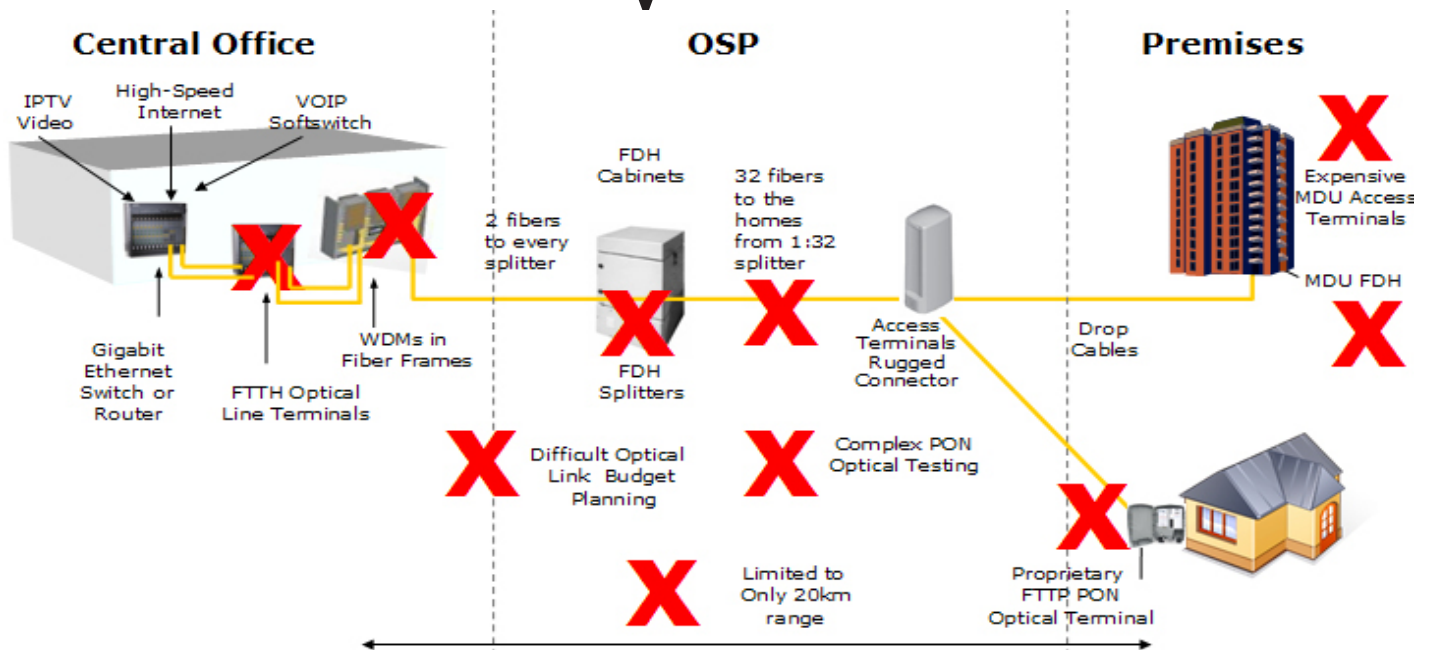 Central Office
OSP
Premises
IPTV
Video
High-Speed
Internet
VOIP
Softswitch
FDH
Cabinets
2 fibers
to every
splitter
32 fibers
to the
homes
from 1:32
splitter
Expensive
MDU Access
Terminals
MDU FDH
Gigabit
Ethernet
Switch or
Router
FTTH Optical
Line Terminals
WDMs in
Fiber Frames
FDH
Splitters
Access
Terminals
Rugged
Connector
Drop
Cables
Difficult Optical
Link Budget
Planning
Complex PON
Optical Testing
Limited to
Only 20km
range
Proprietary
FTTP PON
Optical Terminal